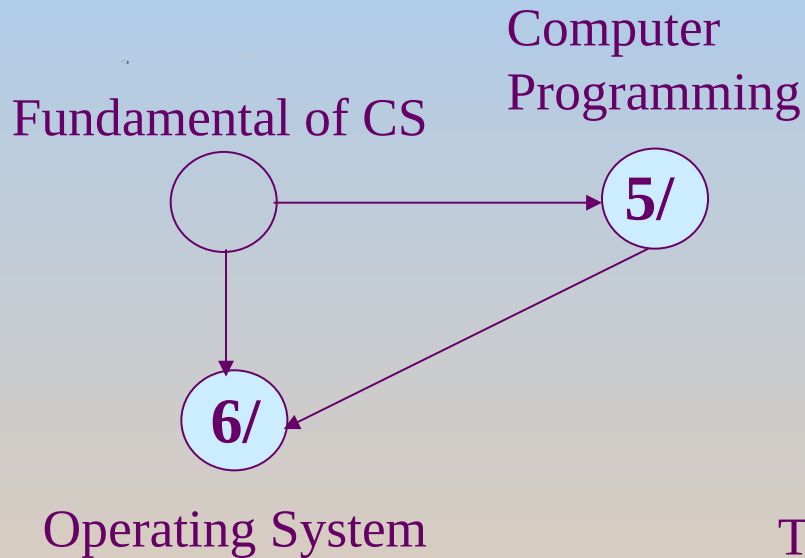 Computer
Programming
Fundamental of CS
5/
6/
Operating System
T